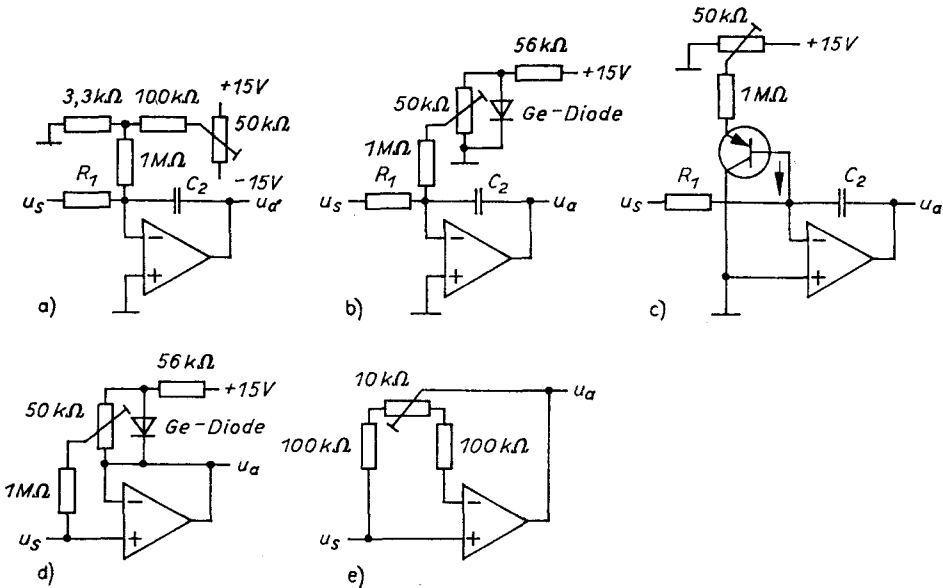 3,3kΩ
100kΩ
+15V
50kΩ
1MΩ
-15V
R1
C2
us
ua
−
+
a)
56kΩ
+15V
50kΩ
Ge-Diode
1MΩ
R1
C2
us
ua
−
+
b)
50kΩ
+15V
1MΩ
R1
C2
us
ua
−
+
c)
56kΩ
+15V
50kΩ
Ge-Diode
1MΩ
ua
−
us
+
d)
10kΩ
ua
100kΩ
100kΩ
−
us
+
e)